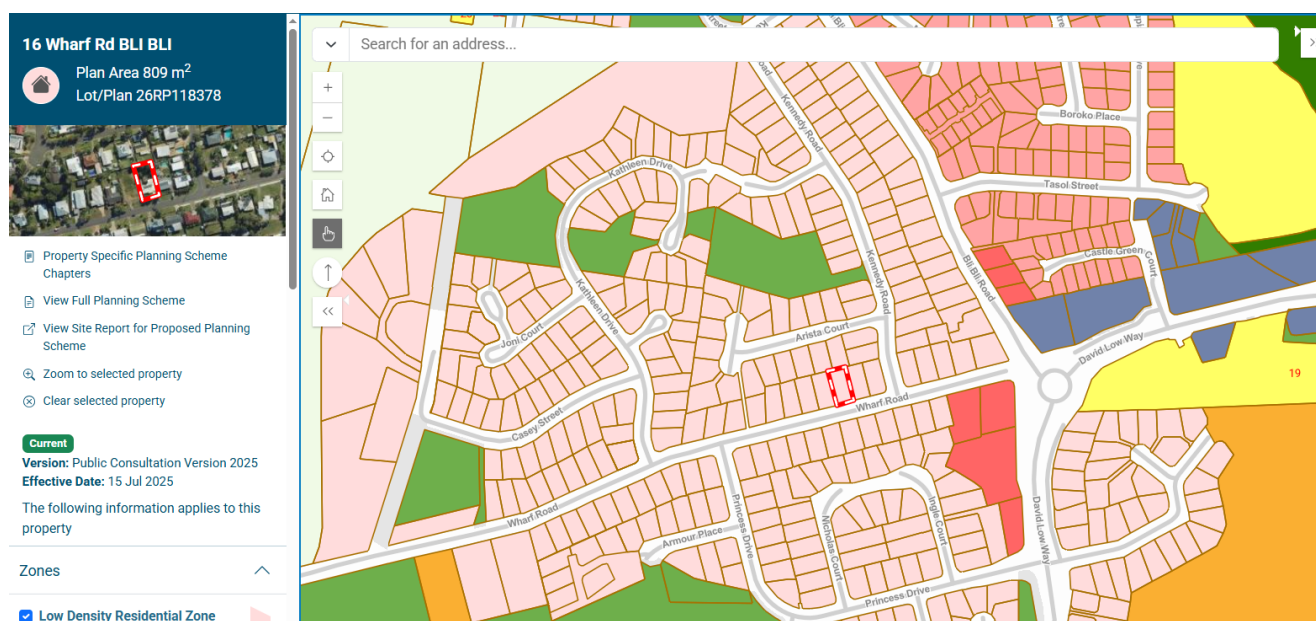 16 Wharf Rd BLI BLI
Plan Area 809 m2
Lot/Plan 26RP118378
Property Specific Planning Scheme
Chapters
View Full Planning Scheme
View Site Report for Proposed Planning
Scheme
Zoom to selected property
Clear selected property
Current
Version: Public Consultation Version 2025
Effective Date: 15 Jul 2025
The following information applies to this
property
Zones
Low Density Residential Zone
Search for an address...
Kennedy Road
Boroko Place
Kathleen Drive
Tasol Street
Castle Green Court
Kennedy Road
Bli Bli Road
Kathleen Drive
Joni Court
Arista Court
David Low Way
19
Wharf Road
Casey Street
Wharf Road
Princess Drive
Armour Place
Nicholas Court
Ingle Court
David Low Way
Princess Drive